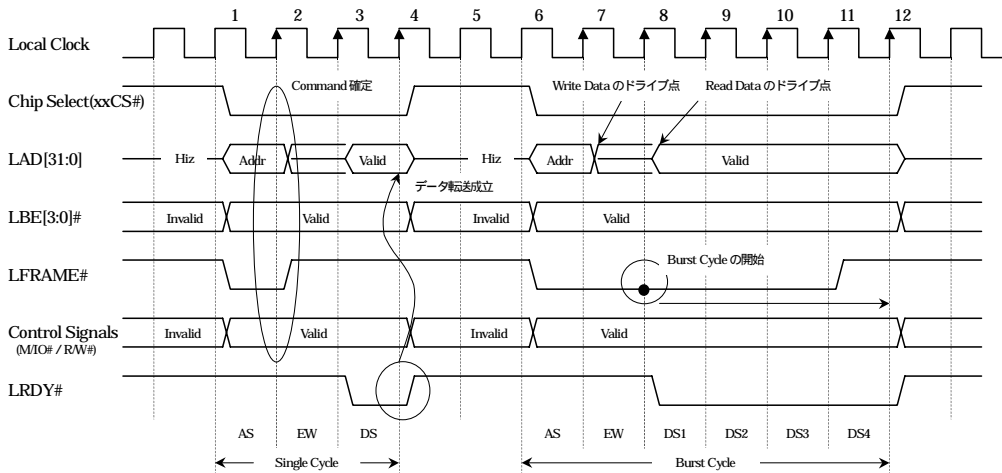 1 2 3 4 5 6 7 8 9 10 11 12
Local Clock
Command 確定
Write Data のドライブ点
Read Data のドライブ点
Chip Select(xxCS#)
LAD[31:0]
Hiz
Addr
Valid
Hiz
Addr
Valid
データ転送成立
LBE[3:0]#
Invalid
Valid
Invalid
Valid
LFRAME#
Burst Cycle の開始
Control Signals
(M/IO# / R/W#)
Invalid
Valid
Invalid
Valid
LRDY#
AS EW DS AS EW DS1 DS2 DS3 DS4
Single Cycle
Burst Cycle